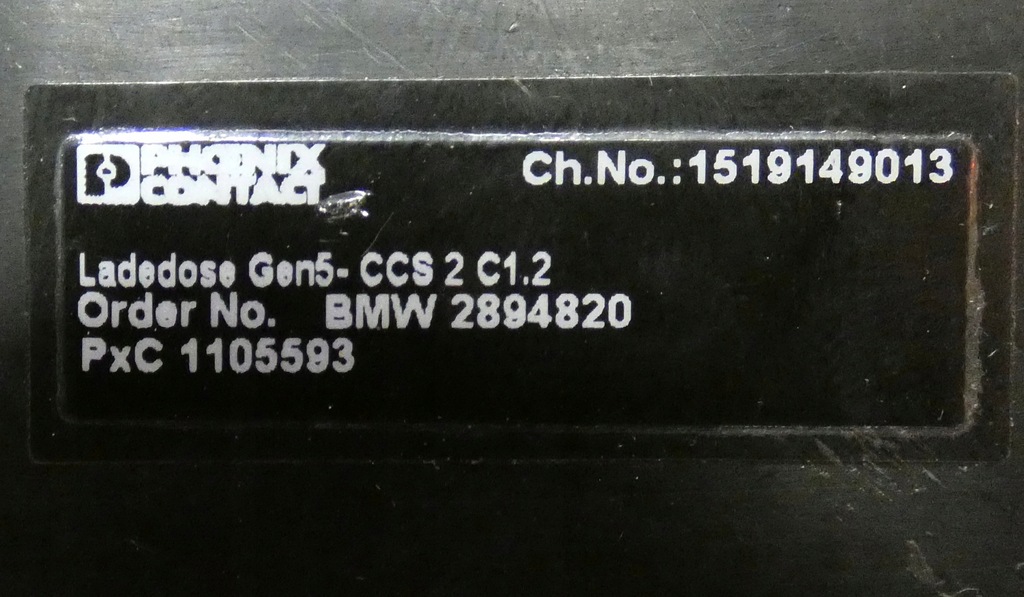 PHOENIX
CONTACT
Ch.No.:1519149013
Ladedose Gen5- CCS 2 C1.2
Order No. BMW 2894820
PxC 1105593